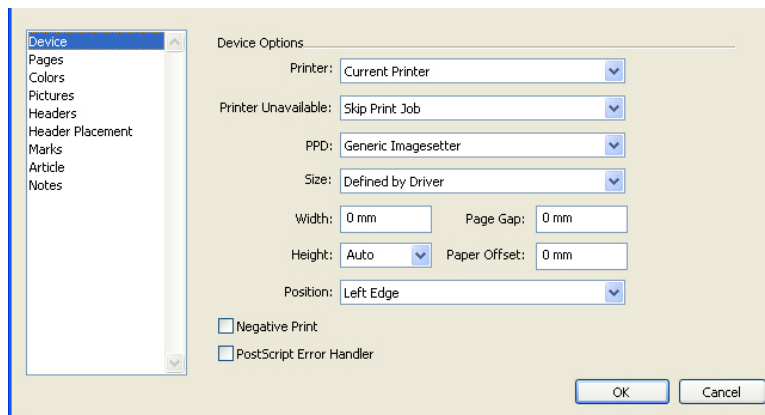 Device
Pages
Colors
Pictures
Headers
Header Placement
Marks
Article
Notes
Device Options
Printer: Current Printer
Printer Unavailable: Skip Print Job
PPD: Generic Imagesetter
Size: Defined by Driver
Width: 0 mm Page Gap: 0 mm
Height: Auto Paper Offset: 0 mm
Position: Left Edge
Negative Print
PostScript Error Handler
OK Cancel